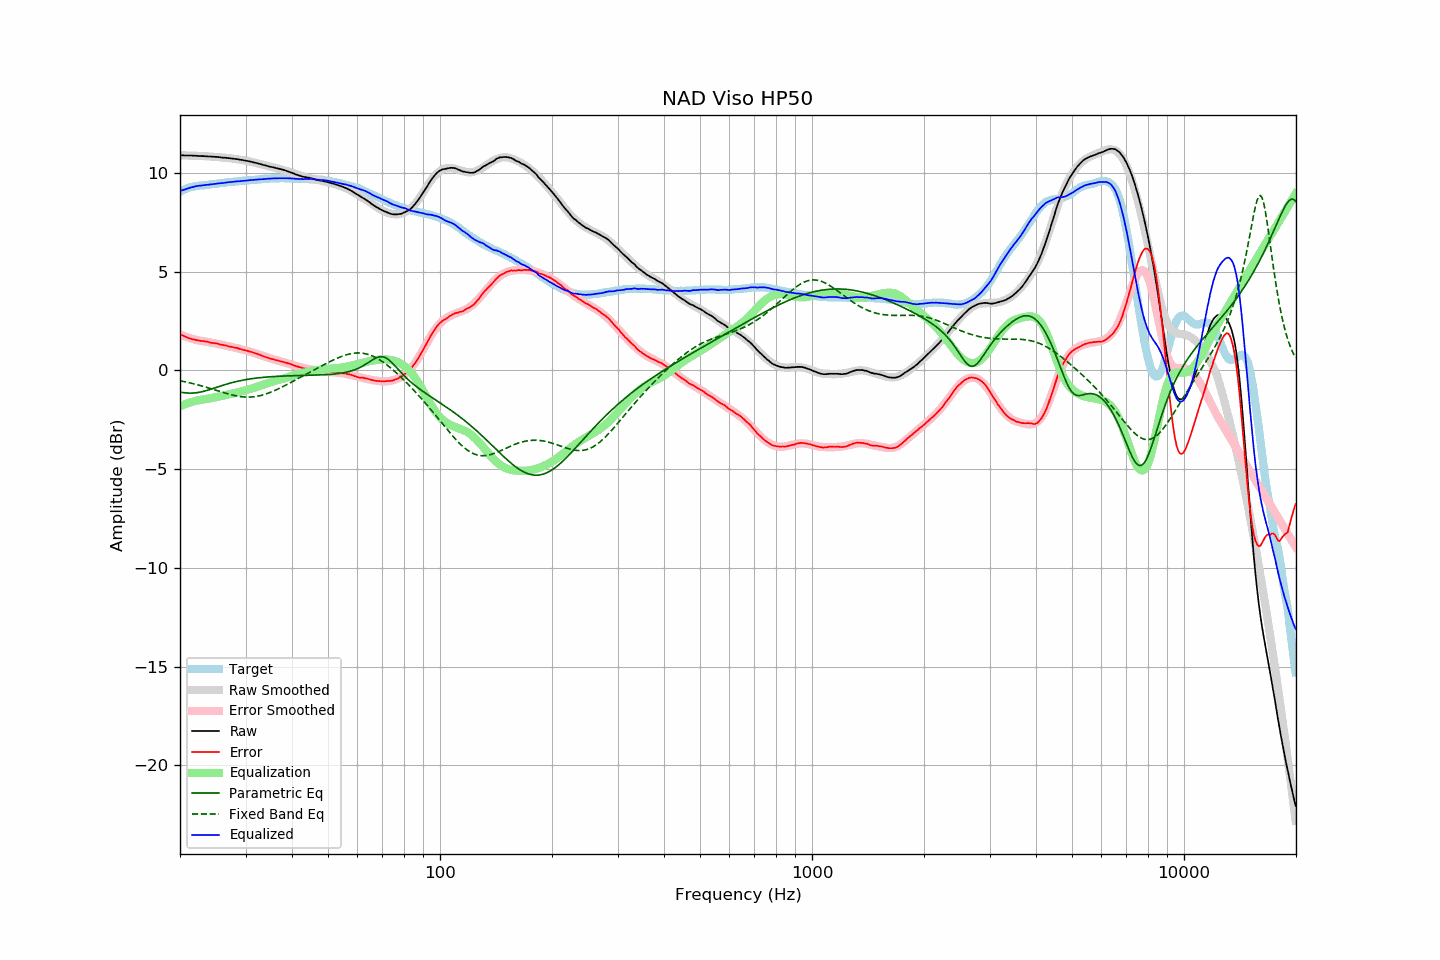 NAD Viso HP50
10
5
0
−5
−10
−15
−20
Amplitude (dBr)
Target
Raw Smoothed
Error Smoothed
Raw
Error
Equalization
Parametric Eq
Fixed Band Eq
Equalized
100
1000
10000
Frequency (Hz)